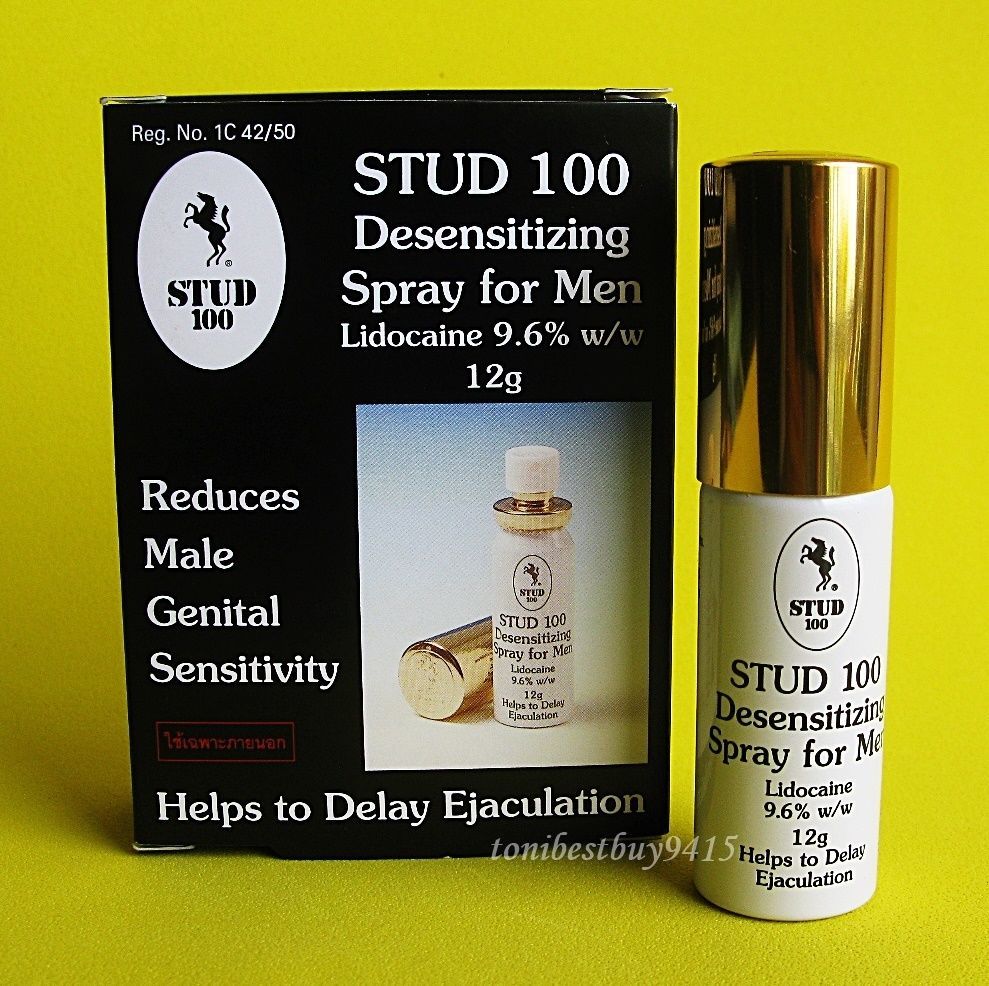 Reg. No. 1C 42/50
STUD
100
STUD 100
Desensitizing
Spray for Men
Lidocaine 9.6% w/w
12g
Reduces
Male
Genital
Sensitivity
ใช้เฉพาะภายนอก
Helps to Delay Ejaculation
STUD
100
STUD 100
Desensitizing
Spray for Men
Lidocaine
9.6% w/w
12g
Helps to Delay
Ejaculation
STUD
100
STUD 100
Desensitizing
Spray for Men
Lidocaine
9.6% w/w
12g
Helps to Delay
Ejaculation
tonibestbuy9415